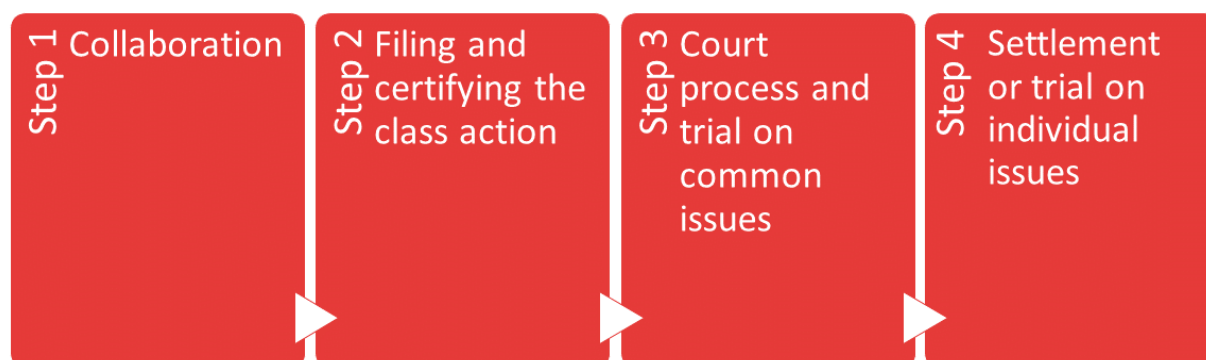 Step 1
Collaboration
Step 2
Filing and
certifying the
class action
Step 3
Court
process and
trial on
common
issues
Step 4
Settlement
or trial on
individual
issues